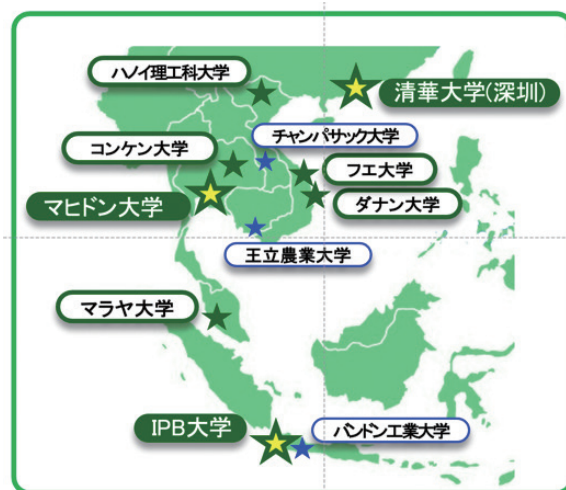 ハノイ理工科大学
清華大学(深圳)
チャンパサック大学
コンケン大学
フエ大学
マヒドン大学
ダナン大学
王立農業大学
マラヤ大学
IPB大学
バンドン工業大学